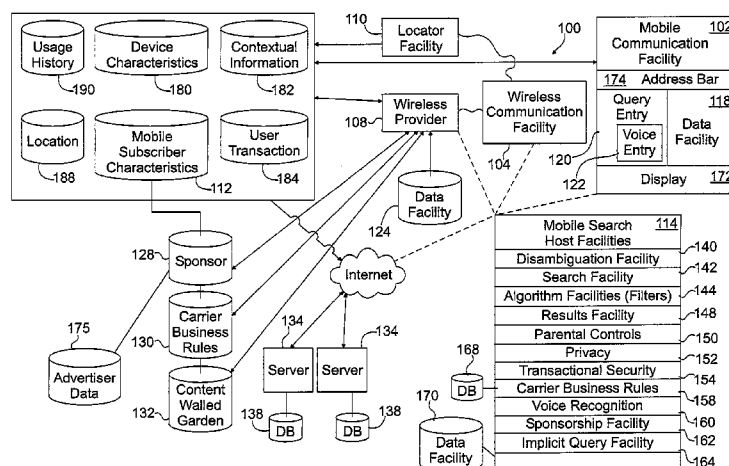 110
Locator
Facility
100
Mobile 102
Communication
Facility
174 Address Bar
Query
Entry
Voice
Entry
118
Data
Facility
120
122
Display 172
Usage
History
190
Device
Characteristics
180
Contextual
Information
182
Location
188
Mobile
Subscriber
Characteristics
112
User
Transaction
184
Wireless
Provider
108
Wireless
Communication
Facility
104
Data
Facility
124
Internet
128
Sponsor
130
Carrier
Business
Rules
132
Content
Walled
Garden
175
Advertiser
Data
134
134
Server
Server
138
DB
DB
138
114
Mobile Search
Host Facilities
140
Disambiguation Facility
142
Search Facility
144
Algorithm Facilities (Filters)
148
Results Facility
150
Parental Controls
152
Privacy
154
Transactional Security
158
Carrier Business Rules
160
Voice Recognition
162
Sponsorship Facility
164
Implicit Query Facility
168
DB
170
Data
Facility